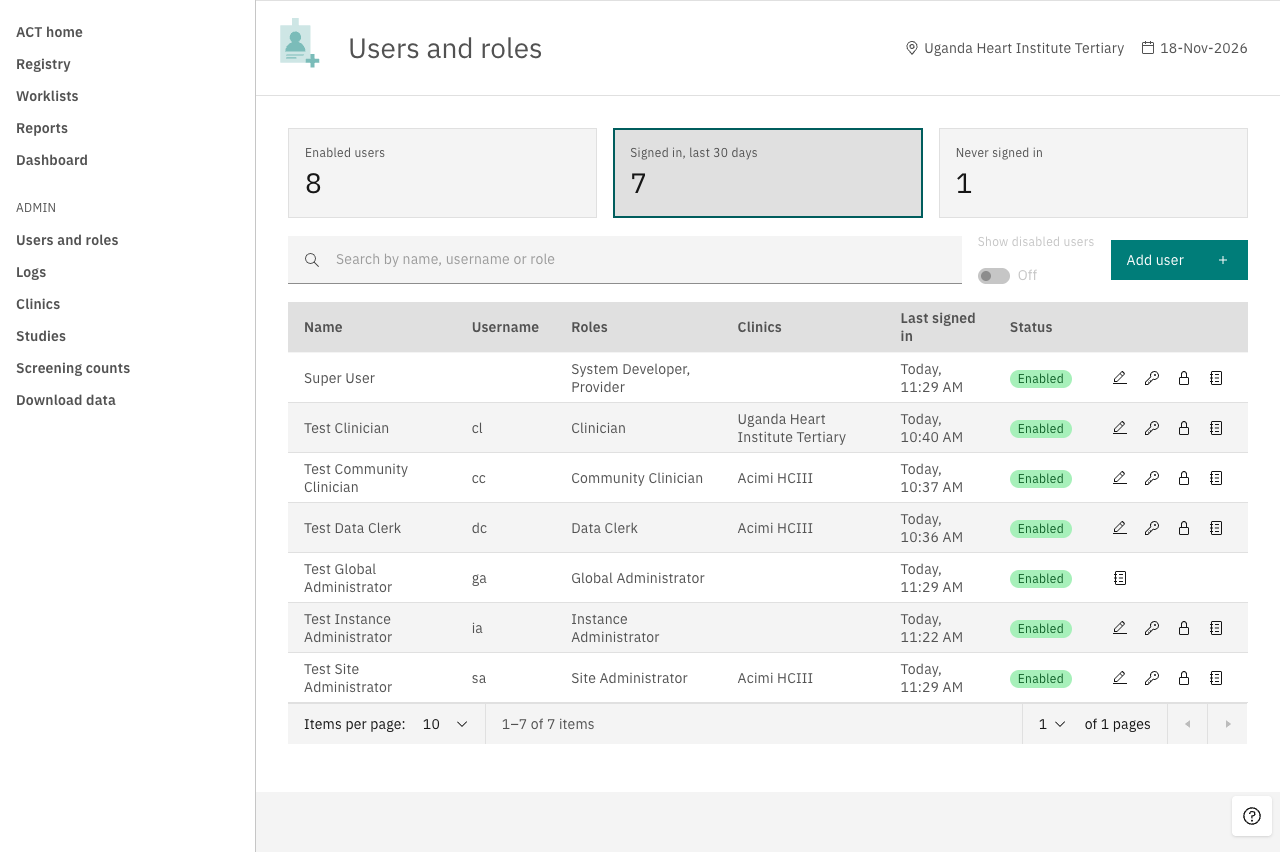 ACT home
Registry
Worklists
Reports
Dashboard
ADMIN
Users and roles
Logs
Clinics
Studies
Screening counts
Download data
Users and roles
Uganda Heart Institute Tertiary 18-Nov-2026
Enabled users
8
Signed in, last 30 days
7
Never signed in
1
Search by name, username or role
Show disabled users
Off
Add user
Name Username Roles Clinics Last signed in Status
Super User System Developer, Provider Today, 11:29 AM Enabled
Test Clinician cl Clinician Uganda Heart Institute Tertiary Today, 10:40 AM Enabled
Test Community Clinician cc Community Clinician Acimi HCIII Today, 10:37 AM Enabled
Test Data Clerk dc Data Clerk Acimi HCIII Today, 10:36 AM Enabled
Test Global Administrator ga Global Administrator Today, 11:29 AM Enabled
Test Instance Administrator ia Instance Administrator Today, 11:22 AM Enabled
Test Site Administrator sa Site Administrator Acimi HCIII Today, 11:29 AM Enabled
Items per page: 10 1–7 of 7 items 1 of 1 pages